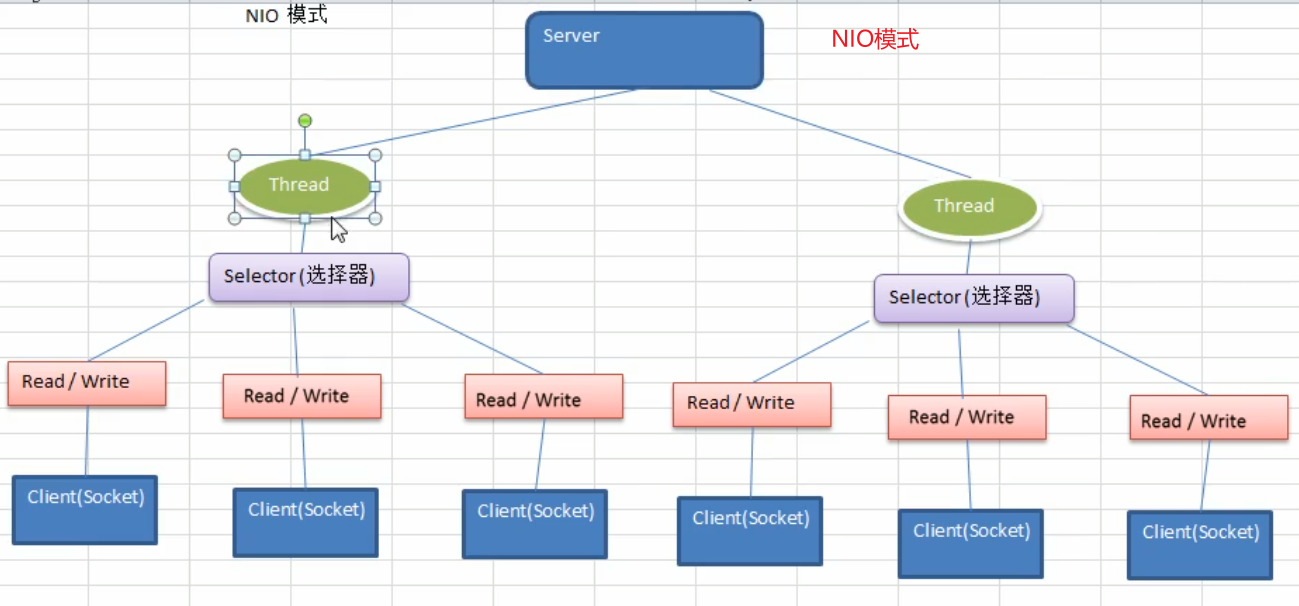 NIO 模式
Server
NIO模式
Thread
Thread
Selector(选择器)
Selector(选择器)
Read / Write
Read / Write
Read / Write
Read / Write
Read / Write
Read / Write
Client(Socket)
Client(Socket)
Client(Socket)
Client(Socket)
Client(Socket)
Client(Socket)